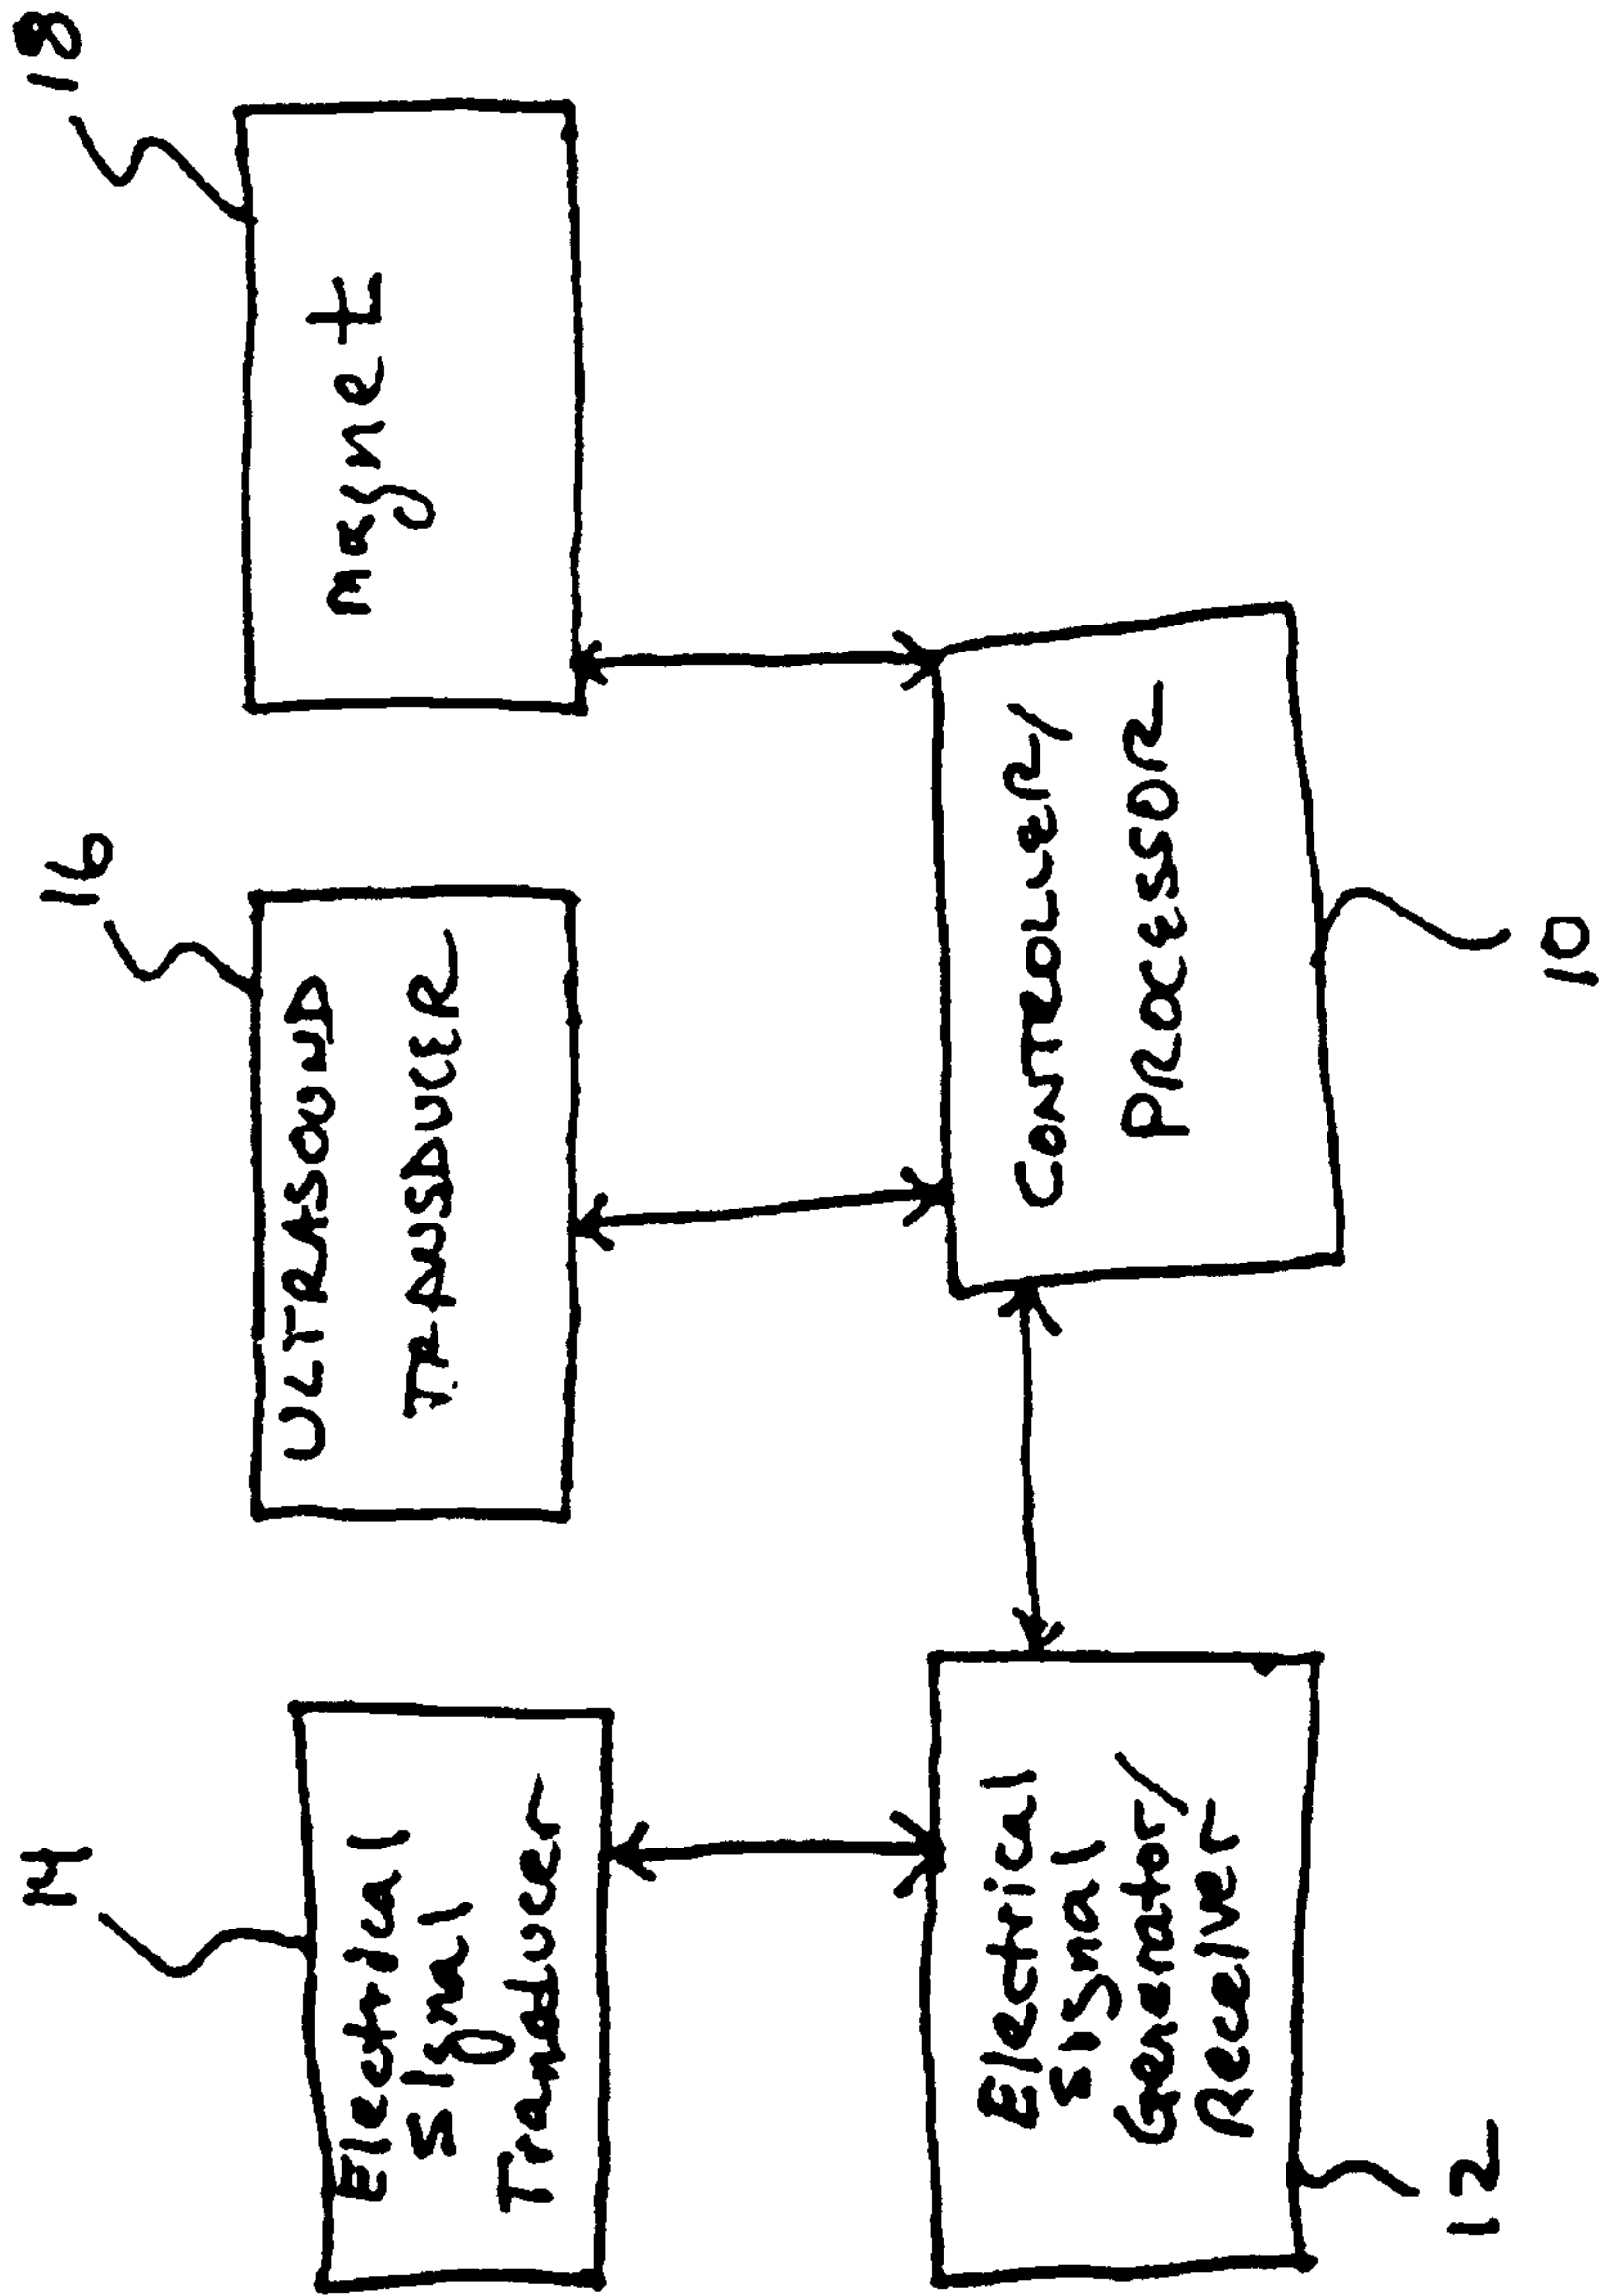 14
16
18
Electrical
Signal
Transducer
ULTRASOUND
TRANSDUCER
magnet
Electrical
Signal
Generator/
Receiver
CONTROLLER/
PROCESSOR
12
10